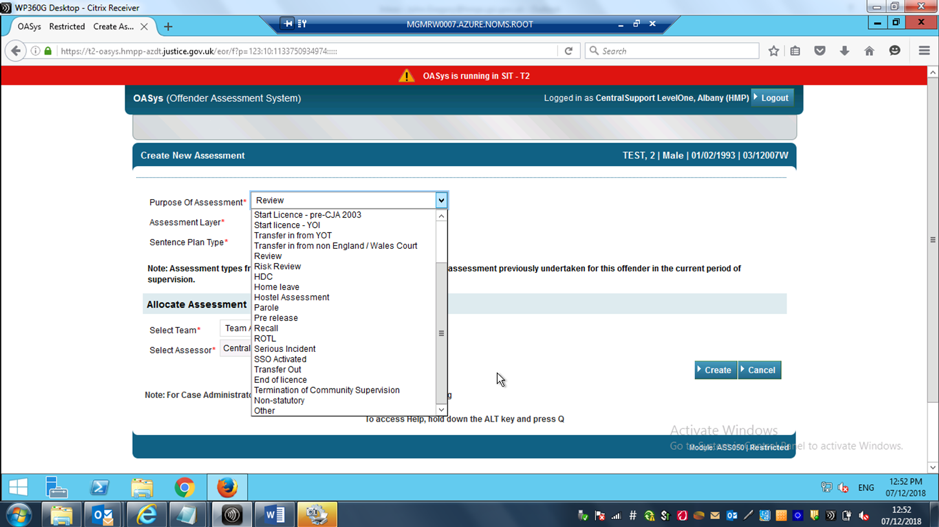 WP360G Desktop - Citrix Receiver
MGMRW0007.AZURE.NOMS.ROOT
OASys Restricted Create As...
https://t2-oasys.hmpp-azdt.justice.gov.uk/eor/f?p=123:10:1133750934974:::::
Search
OASys is running in SIT - T2
OASys (Offender Assessment System)
Logged in as CentralSupport LevelOne, Albany (HMP)
Logout
Create New Assessment
TEST, 2 | Male | 01/02/1993 | 03/12007W
Purpose Of Assessment*
Review
Assessment Layer*
Sentence Plan Type*
Start Licence - pre-CJA 2003
Start licence - YOI
Transfer in from YOT
Transfer in from non England / Wales Court
Review
Risk Review
HDC
Home leave
Hostel Assessment
Parole
Pre release
Recall
ROTL
Serious Incident
SSO Activated
Transfer Out
End of licence
Termination of Community Supervision
Non-statutory
Other
Note: Assessment types fr
assessment previously undertaken for this offender in the current period of
supervision.
Allocate Assessment
Select Team*
Team A
Select Assessor*
Central
Create
Cancel
Note: For Case Administrato
g
To access Help, hold down the ALT key and press Q
Activate Windows
Go to System in Control Panel to activate Windows.
Module: ASS050 | Restricted
ENG
12:52 PM
07/12/2018
12:52
07/12/2018